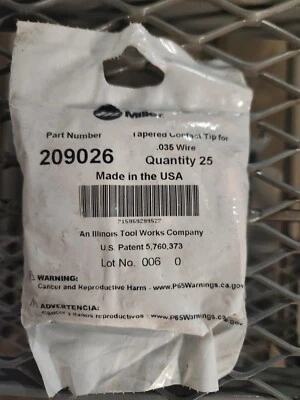 Miller
Part Number
Tapered Contact Tip for
.035 Wire
209026
Quantity 25
Made in the USA
715959299527
An Illinois Tool Works Company
U.S. Patent 5,760,373
Lot No. 006 0
WARNING:
Cancer and Reproductive Harm - www.P65Warnings.ca.gov
ADVERTENCIA:
reproductivos - www.P65Warnings.ca.gov